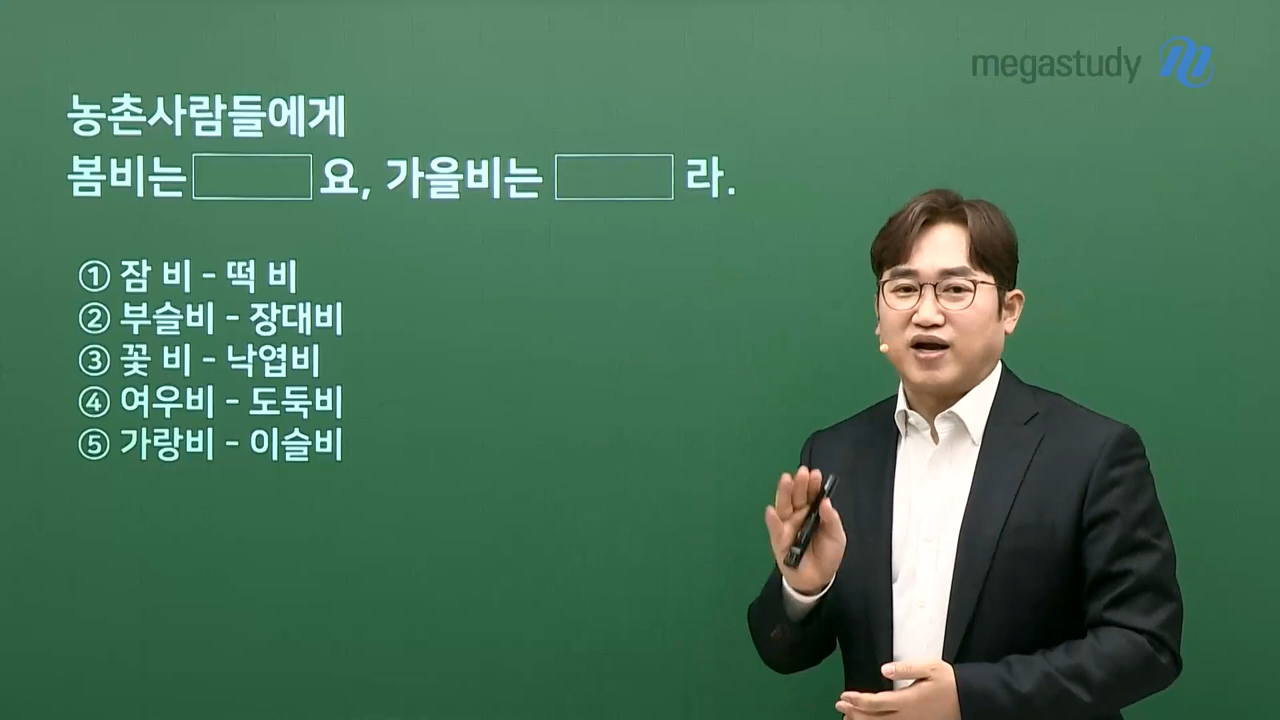 megastudy
농촌사람들에게
봄비는 요, 가을비는 라.
① 잠 비 - 떡 비
② 부슬비 - 장대비
③ 꽃 비 - 낙엽비
④ 여우비 - 도둑비
⑤ 가랑비 - 이슬비